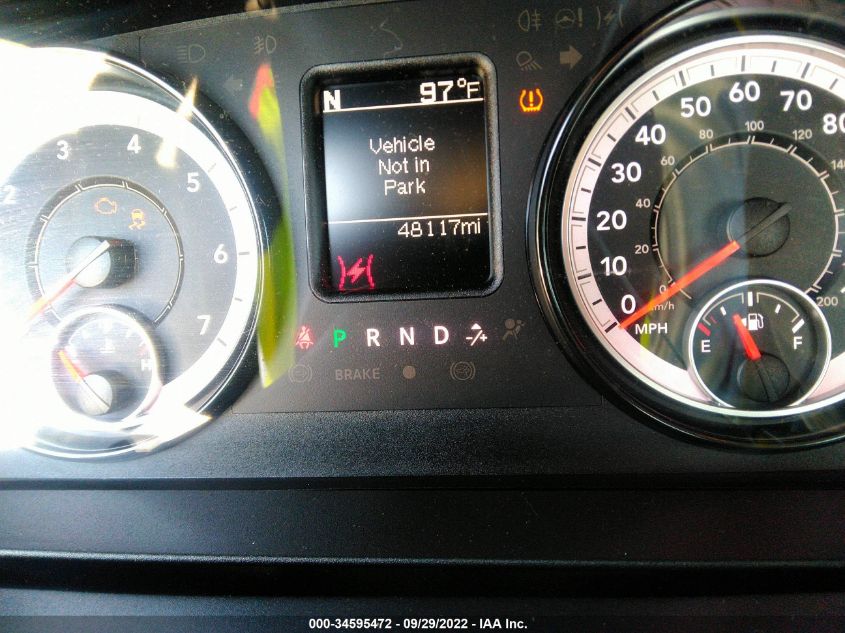 N 97°F
Vehicle
Not in
Park
48117mi
P R N D -/+
BRAKE
2 3 4 5 6 7
H
0 10 20 30 40 50 60 70 80
0 20 40 60 80 100 120 140 200
km/h
MPH
E F
000-34595472 - 09/29/2022 - IAA Inc.